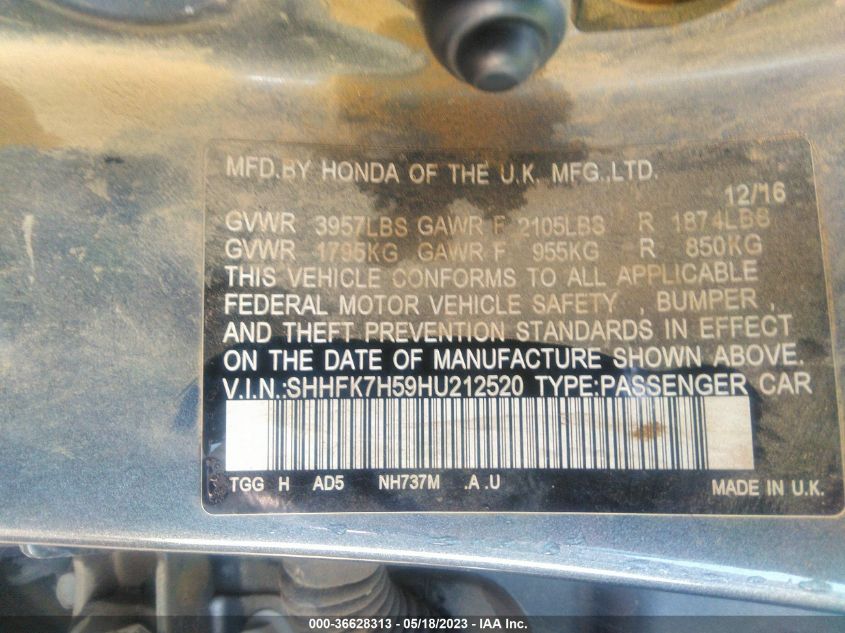 MFD.BY HONDA OF THE U.K. MFG.,LTD.
12/16
GVWR 3957LBS GAWR F 2105LBS R 1874LBS
GVWR 1795KG GAWR F 955KG R 850KG
THIS VEHICLE CONFORMS TO ALL APPLICABLE
FEDERAL MOTOR VEHICLE SAFETY , BUMPER ,
AND THEFT PREVENTION STANDARDS IN EFFECT
ON THE DATE OF MANUFACTURE SHOWN ABOVE.
V.I.N.:SHHFK7H59HU212520 TYPE:PASSENGER CAR
TGG H AD5 NH737M .A .U MADE IN U.K.
000-36628313 - 05/18/2023 - IAA Inc.